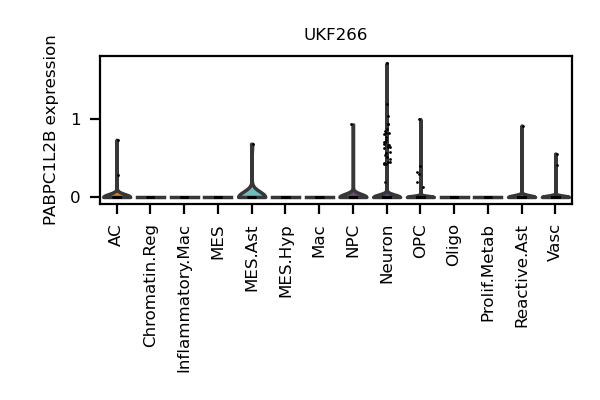 UKF266
PABPC1L2B expression
1
0
AC
Chromatin.Reg
Inflammatory.Mac
MES
MES.Ast
MES.Hyp
Mac
NPC
Neuron
OPC
Oligo
Prolif.Metab
Reactive.Ast
Vasc